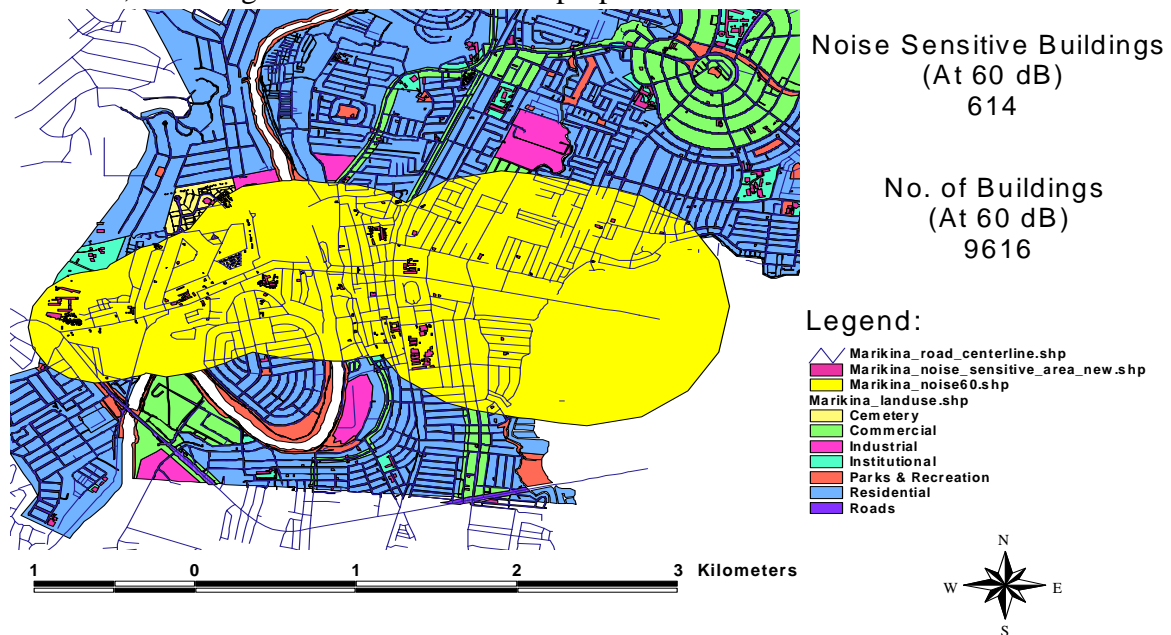 Noise Sensitive Buildings
(At 60 dB)
614
No. of Buildings
(At 60 dB)
9616
Legend:
Marikina_road_centerline.shp
Marikina_noise_sensitive_area_new.shp
Marikina_noise60.shp
Marikina_landuse.shp
Cemetery
Commercial
Industrial
Institutional
Parks & Recreation
Residential
Roads
1 0 1 2 3 Kilometers
N
W E
S